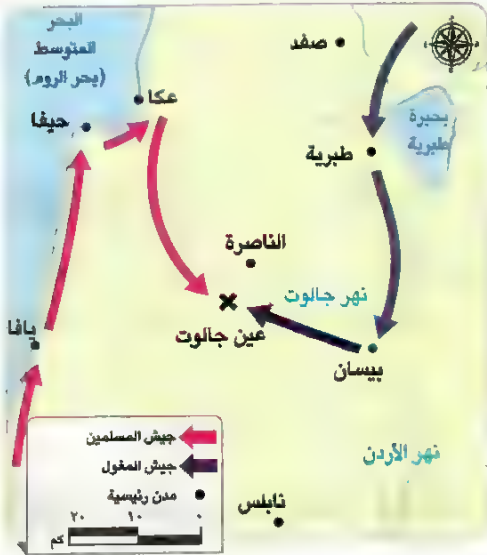 البحر
المتوسط
(بحر الروم)
صفد
عكا
حيفا
بحيرة
طبرية
طبرية
الناصرة
نهر جالوت
عين جالوت
يافا
بيسان
نهر الأردن
نابلس
جيش المسلمين
جيش المغول
مدن رئيسية
٢٠ ١٠ ٠
كم